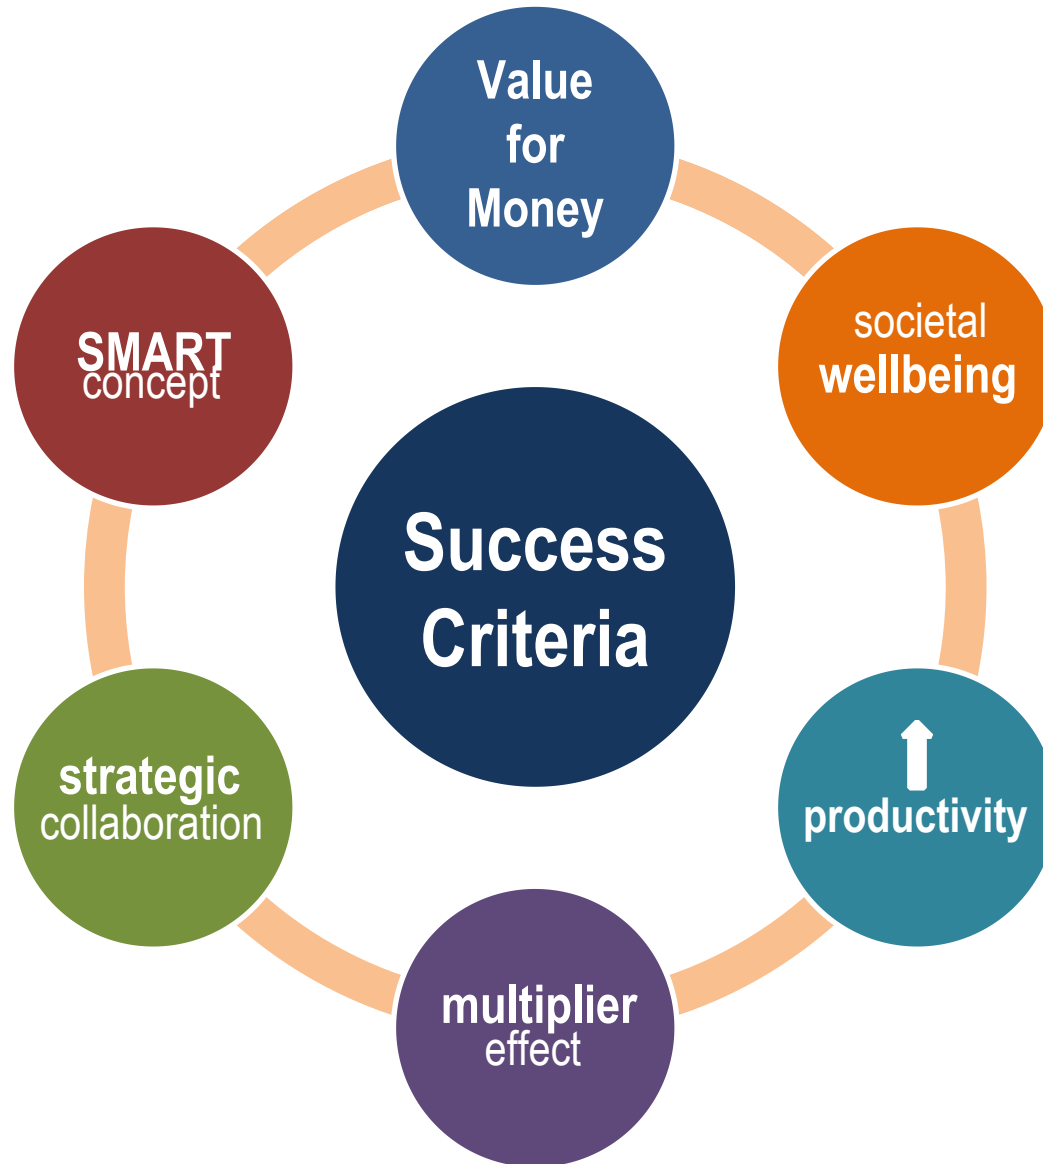 Value
for
Money
societal
wellbeing
productivity
multiplier
effect
strategic
collaboration
SMART
concept
Success
Criteria